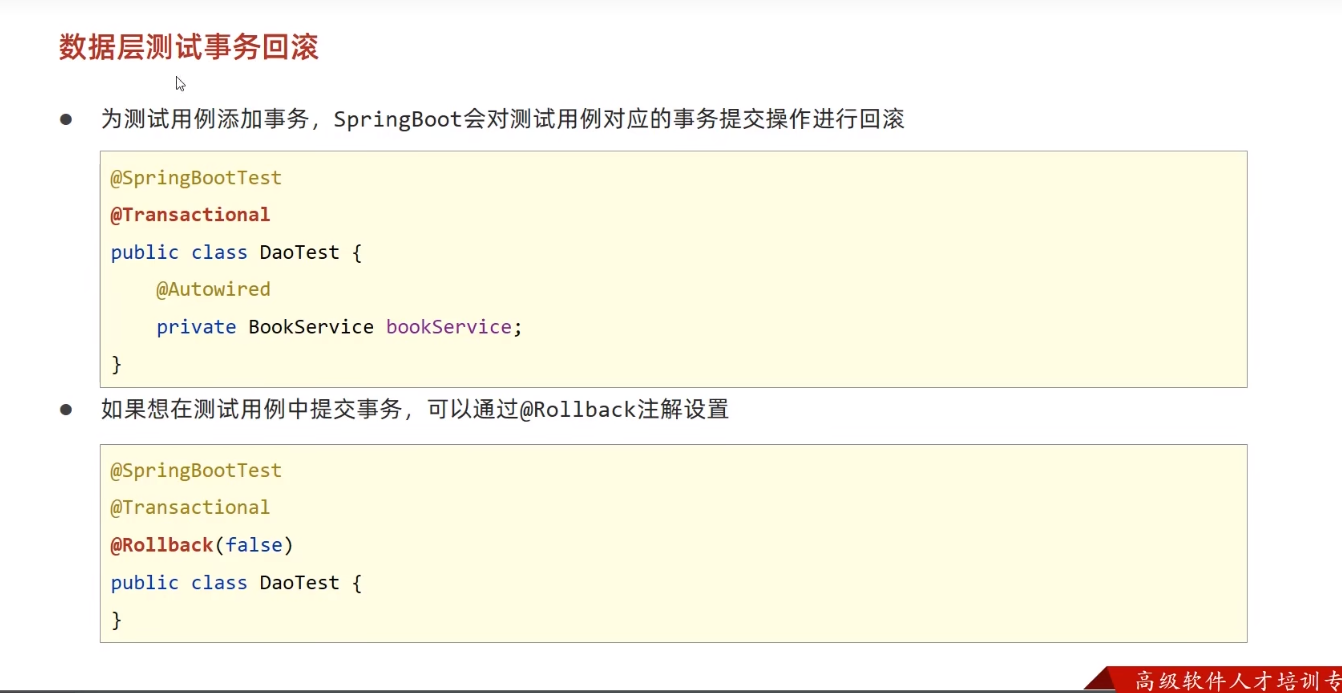 数据层测试事务回滚
● 为测试用例添加事务，SpringBoot会对测试用例对应的事务提交操作进行回滚
@SpringBootTest
@Transactional
public class DaoTest {
    @Autowired
    private BookService bookService;
}
● 如果想在测试用例中提交事务，可以通过@Rollback注解设置
@SpringBootTest
@Transactional
@Rollback(false)
public class DaoTest {
}
高级软件人才培训专